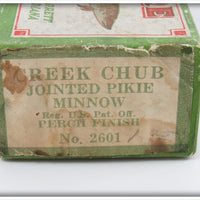 CREEK CHUB
JOINTED PIKIE
MINNOW
Reg. U.S. Pat. Off.
PERCH FINISH
No. 2601